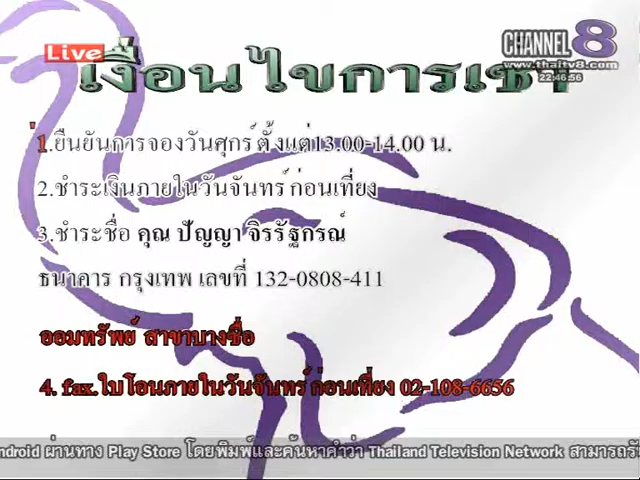 Live
CHANNEL 8
www.thaitv8.com
22:46:56
เงื่อนไขการเช่า
1.ยืนยันการจองวันศุกร์ ตั้งแต่13.00-14.00 น.
2.ชำระเงินภายในวันจันทร์ ก่อนเที่ยง
3.ชำระชื่อ คุณ ปัญญา จิรรัฐกรณ์
ธนาคาร กรุงเทพ เลขที่ 132-0808-411
ออมทรัพย์ สาขาบางซื่อ
4. fax.ใบโอนภายในวันจันทร์ ก่อนเที่ยง 02-108-6656
android ผ่านทาง Play Store โดยพิมพ์และค้นหาคำว่า Thailand Television Network สามารถรับ